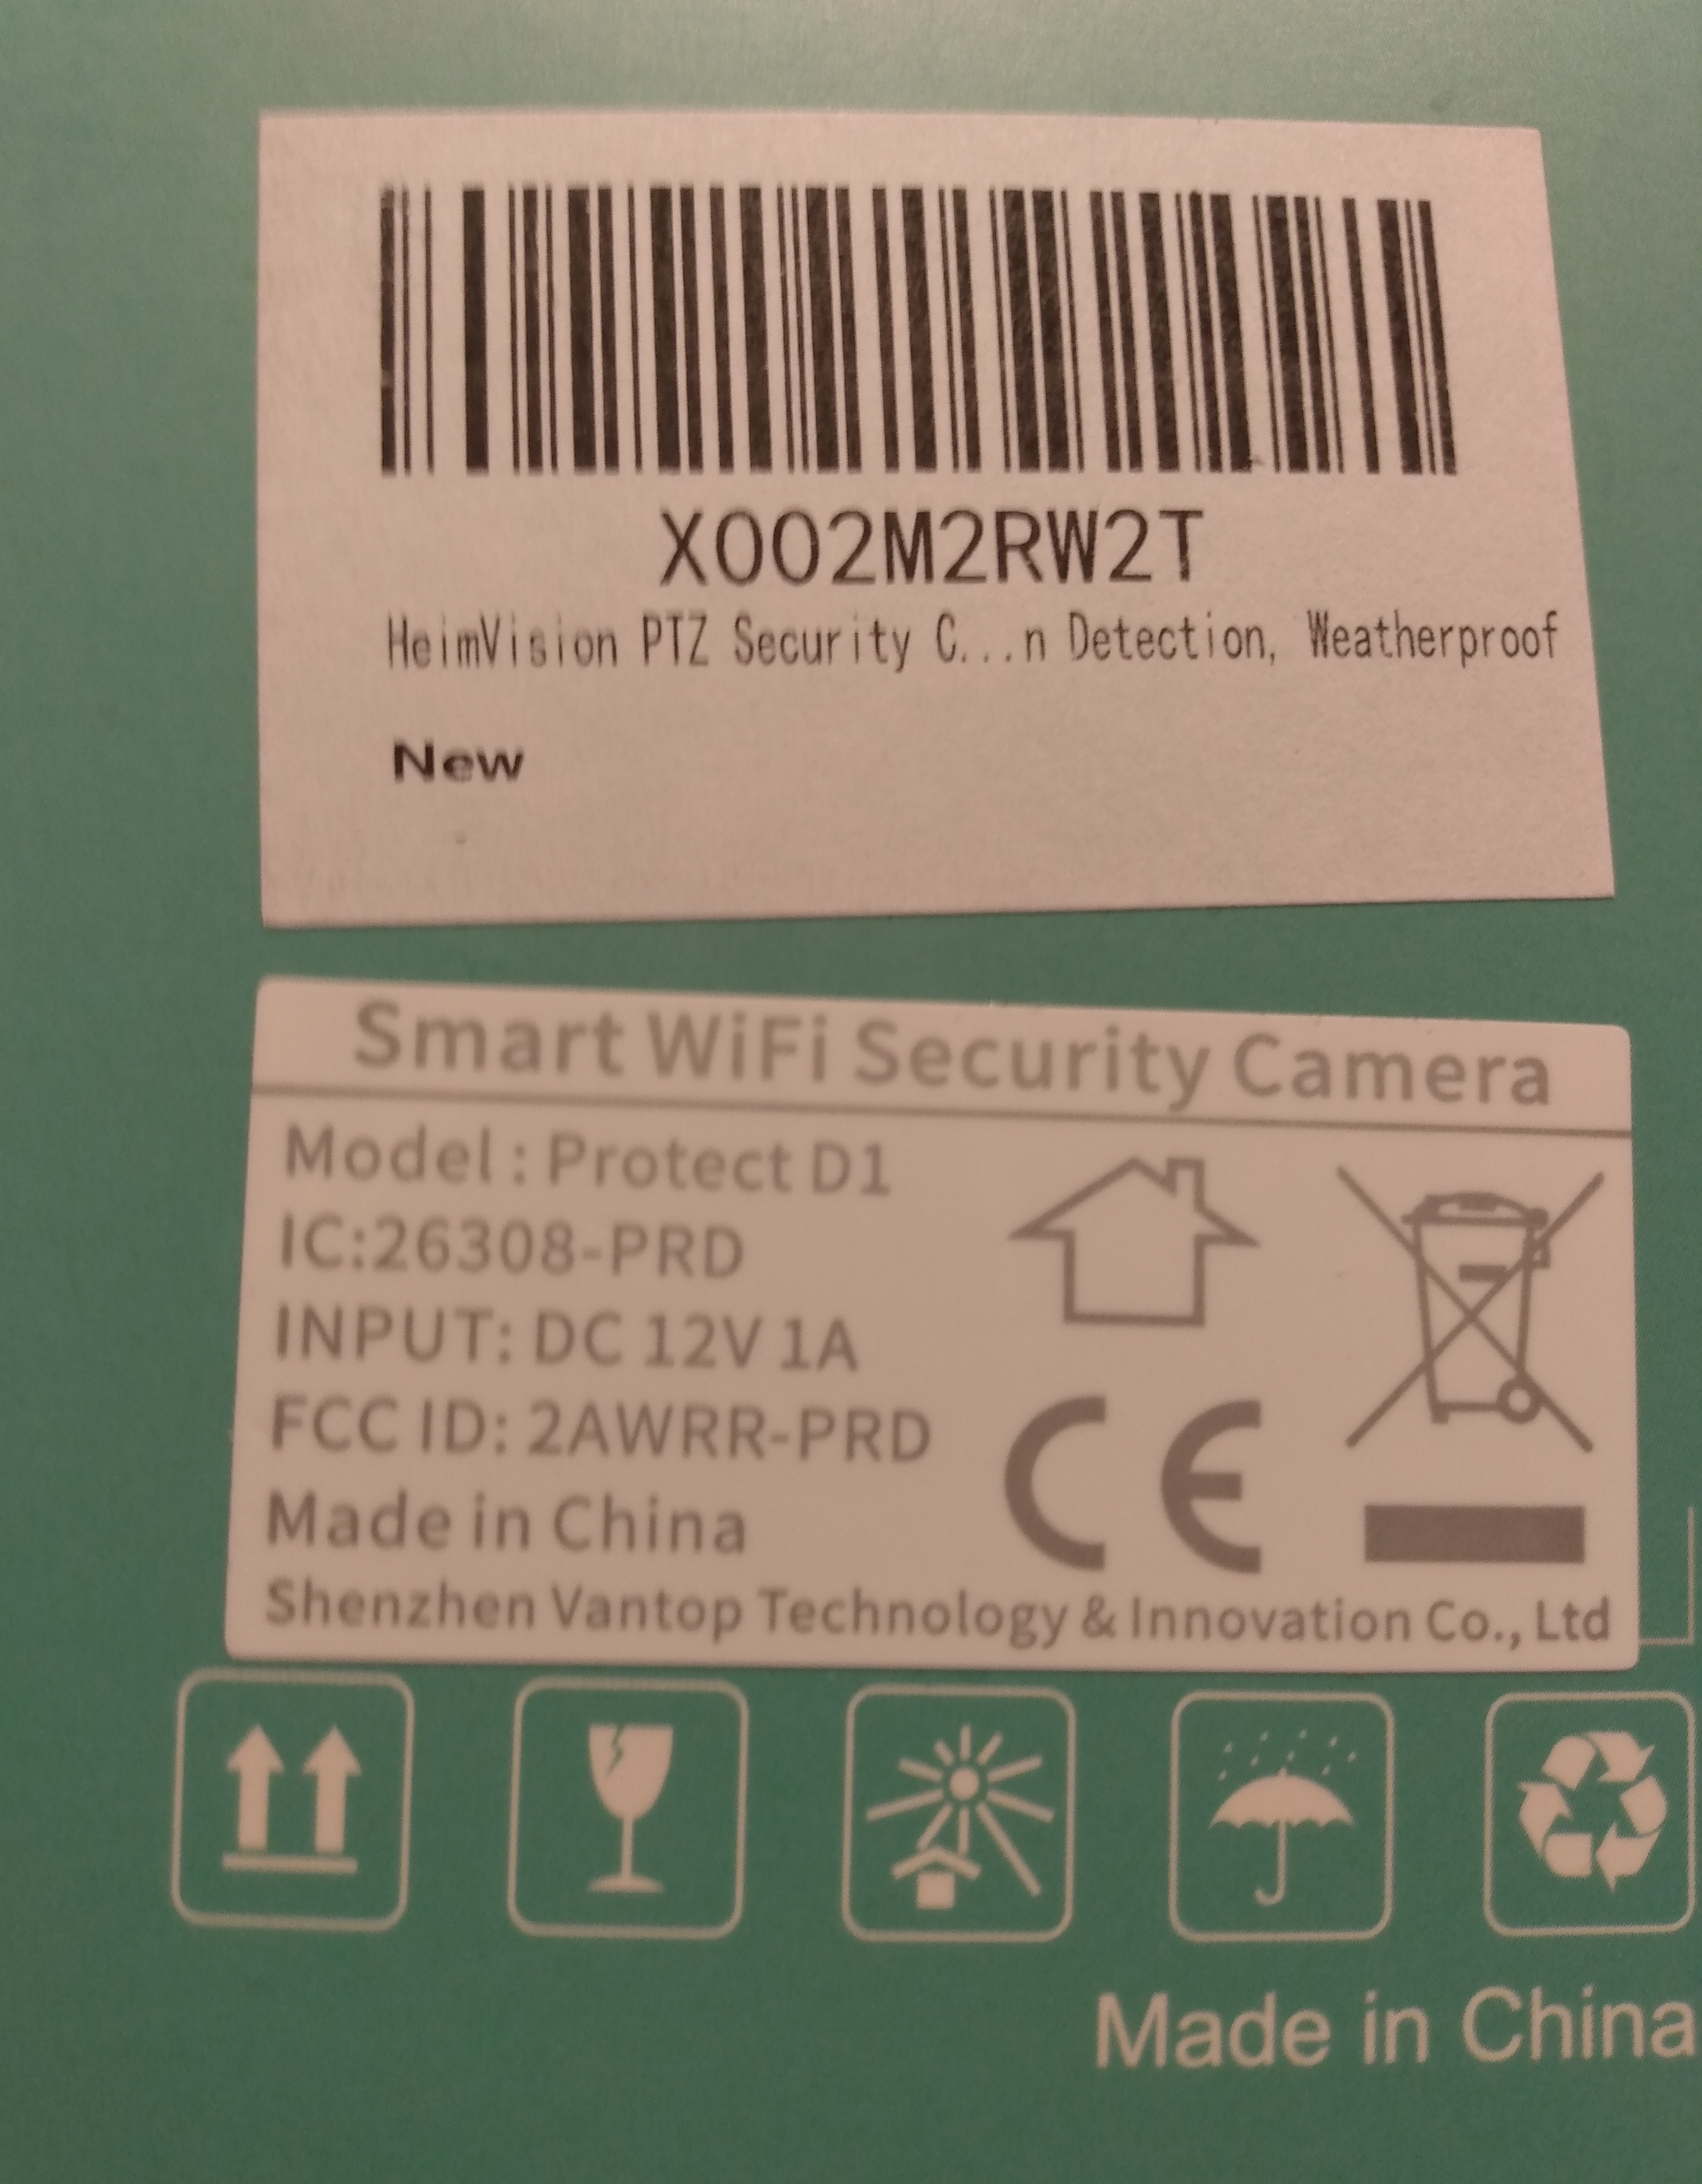 X002M2RW2T
HeimVision PTZ Security C...n Detection, Weatherproof
New
Smart WiFi Security Camera
Model : Protect D1
IC:26308-PRD
INPUT: DC 12V 1A
FCC ID: 2AWRR-PRD
Made in China
CE
Shenzhen Vantop Technology & Innovation Co., Ltd
Made in China